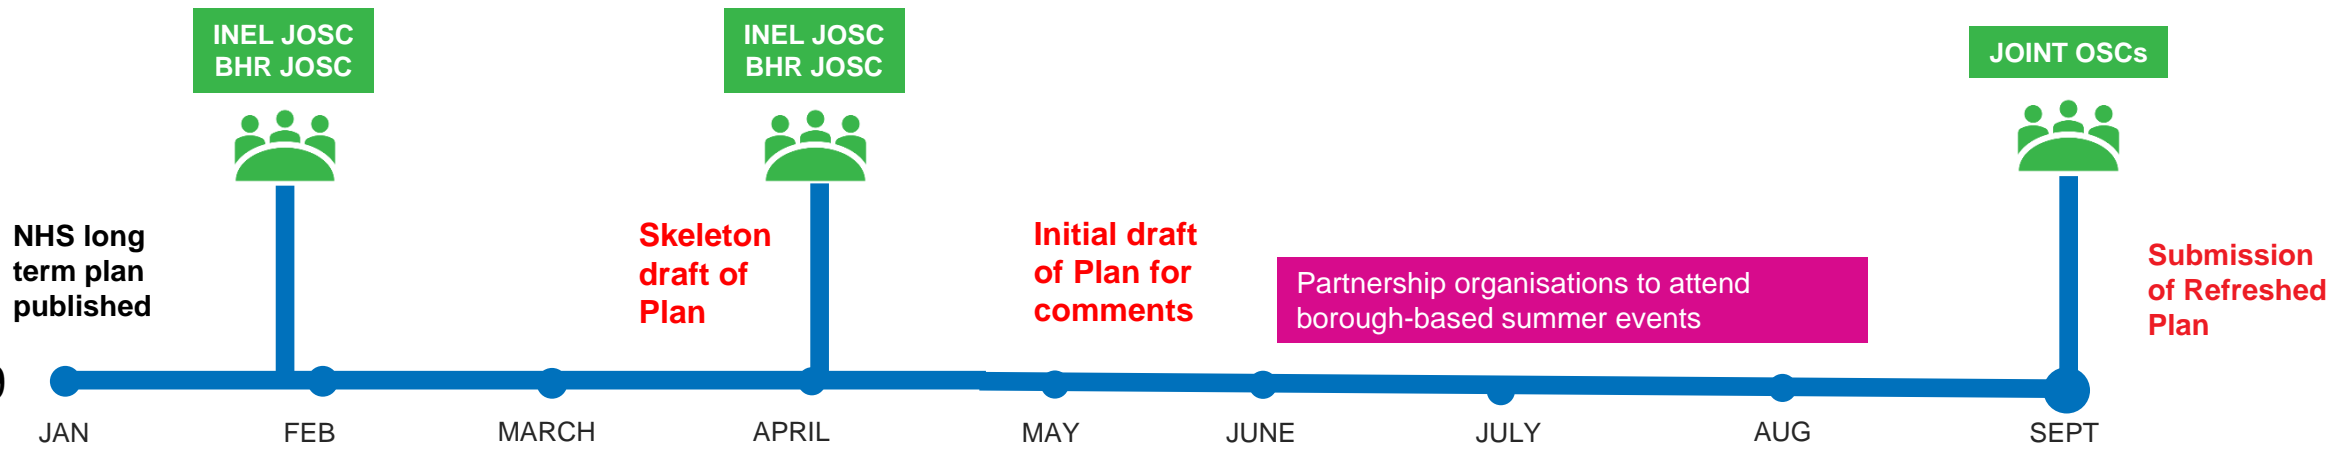 INEL JOSC
BHR JOSC
INEL JOSC
BHR JOSC
JOINT OSCs
NHS long
term plan
published
Skeleton
draft of
Plan
Initial draft
of Plan for
comments
Partnership organisations to attend
borough-based summer events
Submission
of Refreshed
Plan
JAN
FEB
MARCH
APRIL
MAY
JUNE
JULY
AUG
SEPT